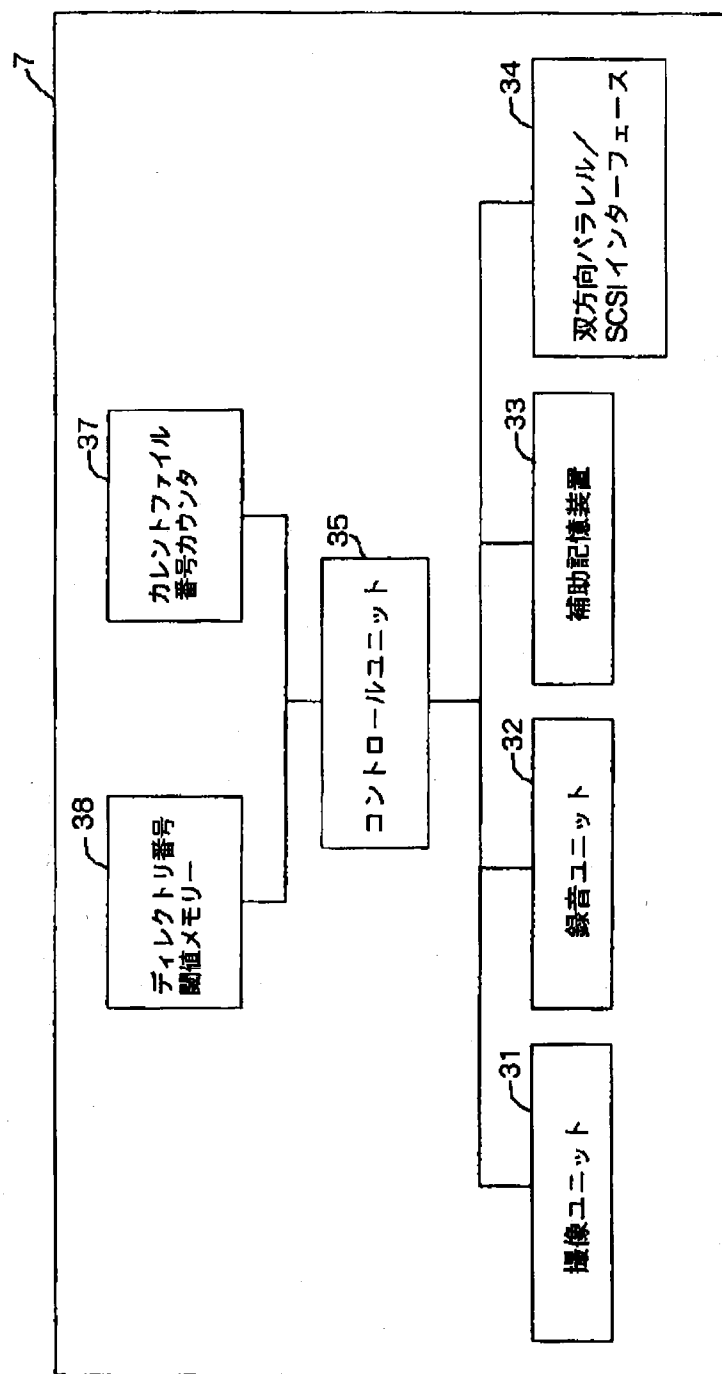 7
38
ディレクトリ番号
閾値メモリー
37
カレントファイル
番号カウンタ
35
コントロールユニット
31
撮像ユニット
32
録音ユニット
33
補助記憶装置
34
双方向パラレル／
SCSIインターフェース